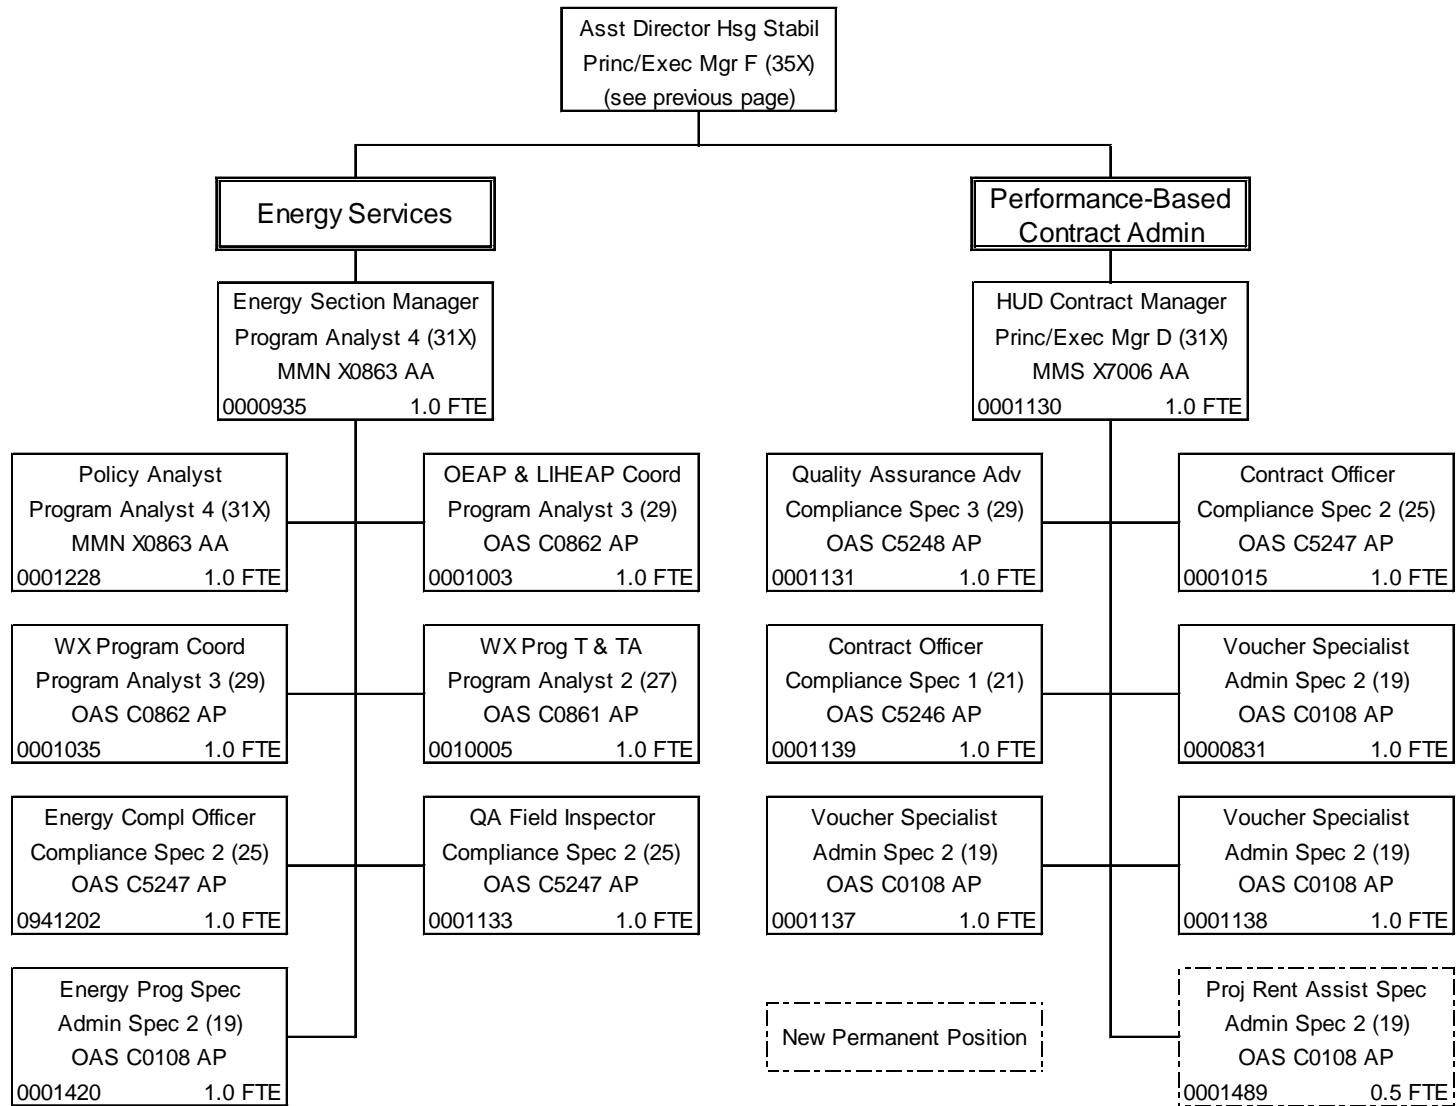 Asst Director Hsg Stabil
Princ/Exec Mgr F (35X)
(see previous page)
Energy Services
Performance-Based
Contract Admin
Energy Section Manager
Program Analyst 4 (31X)
MMN X0863 AA
0000935 1.0 FTE
HUD Contract Manager
Princ/Exec Mgr D (31X)
MMS X7006 AA
0001130 1.0 FTE
Policy Analyst
Program Analyst 4 (31X)
MMN X0863 AA
0001228 1.0 FTE
OEAP & LIHEAP Coord
Program Analyst 3 (29)
OAS C0862 AP
0001003 1.0 FTE
Quality Assurance Adv
Compliance Spec 3 (29)
OAS C5248 AP
0001131 1.0 FTE
Contract Officer
Compliance Spec 2 (25)
OAS C5247 AP
0001015 1.0 FTE
WX Program Coord
Program Analyst 3 (29)
OAS C0862 AP
0001035 1.0 FTE
WX Prog T & TA
Program Analyst 2 (27)
OAS C0861 AP
0010005 1.0 FTE
Contract Officer
Compliance Spec 1 (21)
OAS C5246 AP
0001139 1.0 FTE
Voucher Specialist
Admin Spec 2 (19)
OAS C0108 AP
0000831 1.0 FTE
Energy Compl Officer
Compliance Spec 2 (25)
OAS C5247 AP
0941202 1.0 FTE
QA Field Inspector
Compliance Spec 2 (25)
OAS C5247 AP
0001133 1.0 FTE
Voucher Specialist
Admin Spec 2 (19)
OAS C0108 AP
0001137 1.0 FTE
Voucher Specialist
Admin Spec 2 (19)
OAS C0108 AP
0001138 1.0 FTE
Energy Prog Spec
Admin Spec 2 (19)
OAS C0108 AP
0001420 1.0 FTE
New Permanent Position
Proj Rent Assist Spec
Admin Spec 2 (19)
OAS C0108 AP
0001489 0.5 FTE